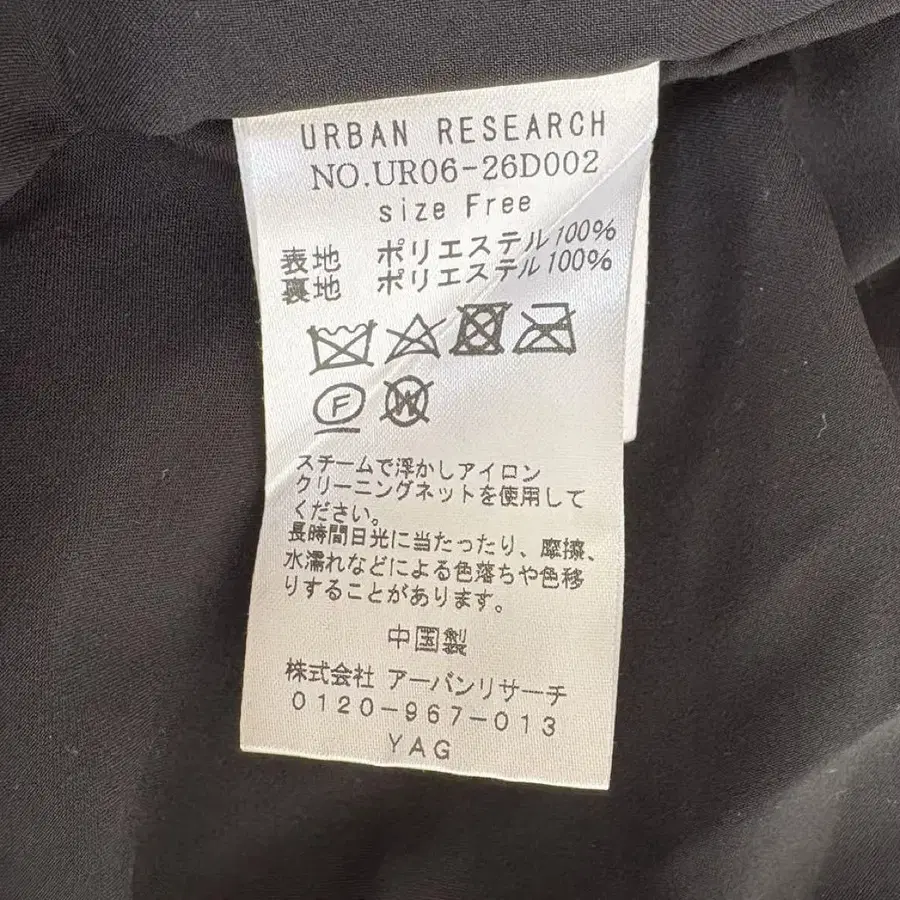 URBAN RESEARCH
NO.UR06-26D002
size Free
表地 ポリエステル100%
裏地 ポリエステル100%
F
W
スチームで浮かしアイロン
クリーニングネットを使用して
ください。
長時間日光に当たったり、摩擦、
水濡れなどによる色落ちや色移
りすることがあります。
中国製
株式会社 アーバンリサーチ
0120-967-013
YAG